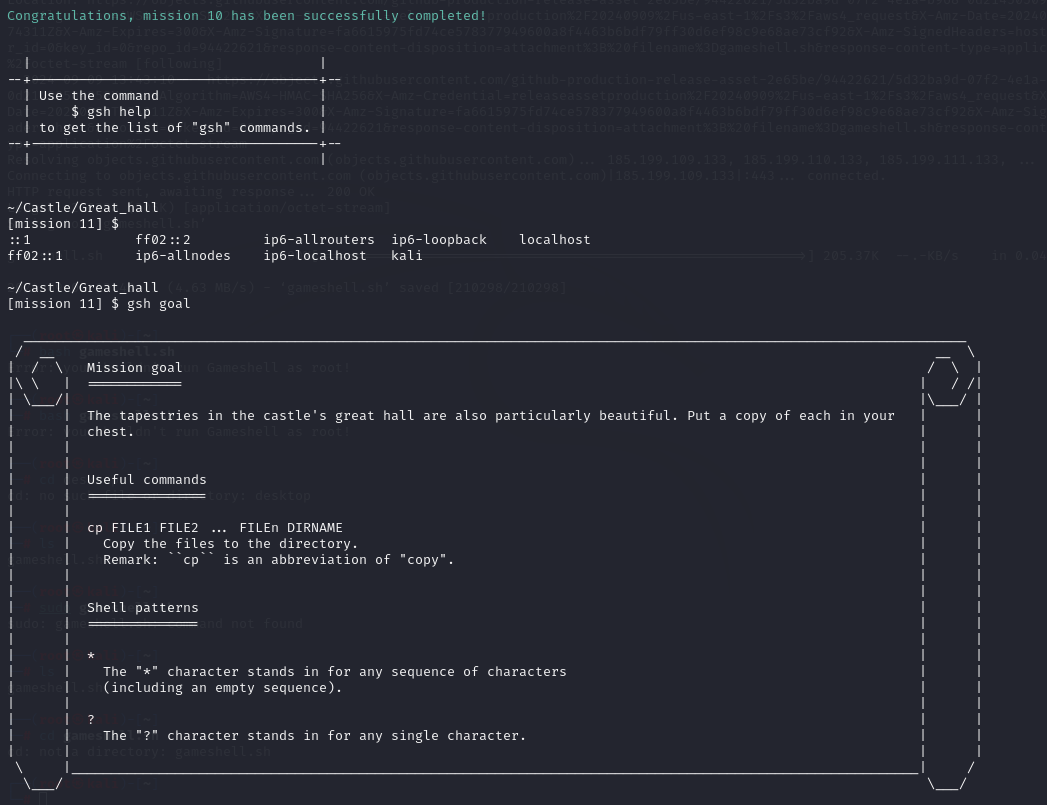 Congratulations, mission 10 has been successfully completed!
Use the command
$ gsh help
to get the list of "gsh" commands.
~/Castle/Great_hall
[mission 11] $
::1 ff02::2 ip6-allrouters ip6-loopback localhost
ff02::1 ip6-allnodes ip6-localhost kali
~/Castle/Great_hall
[mission 11] $ gsh goal
Mission goal
============
The tapestries in the castle's great hall are also particularly beautiful. Put a copy of each in your
chest.
Useful commands
===============
cp FILE1 FILE2 ... FILEn DIRNAME
Copy the files to the directory.
Remark: ``cp`` is an abbreviation of "copy".
Shell patterns
==============
*
The "*" character stands in for any sequence of characters
(including an empty sequence).
?
The "?" character stands in for any single character.